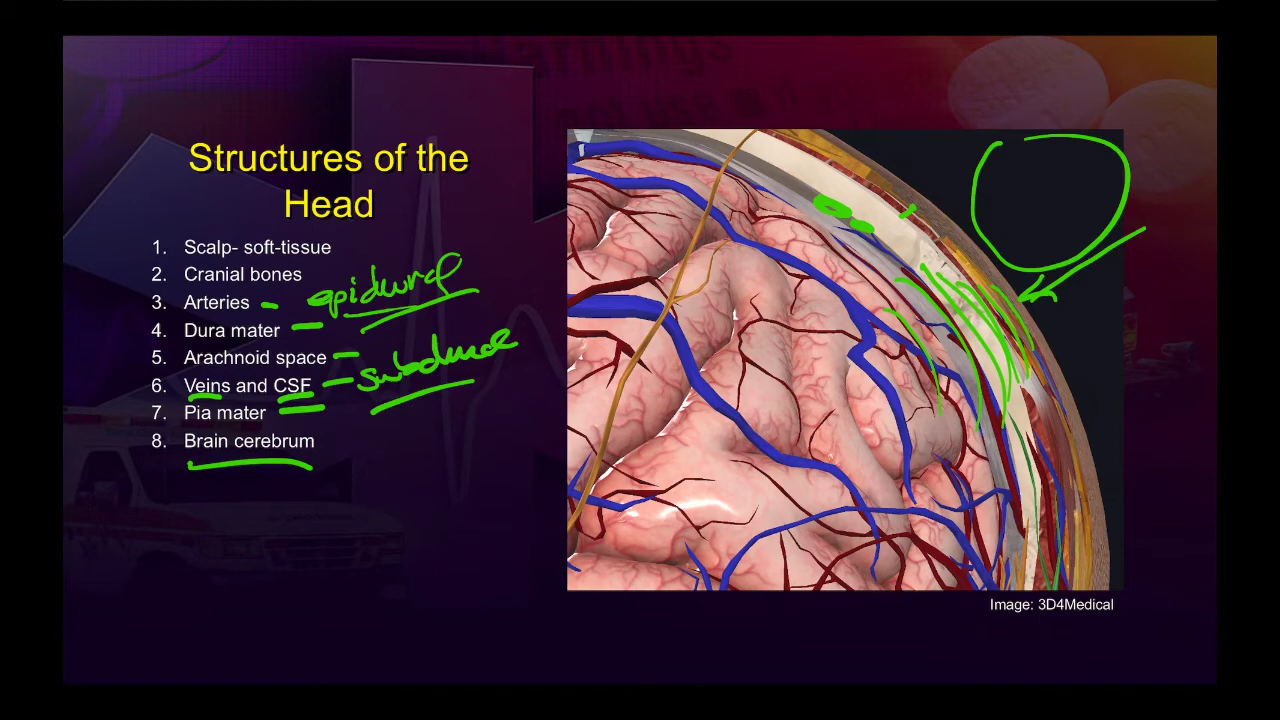 Structures of the
Head
1. Scalp- soft-tissue
2. Cranial bones
3. Arteries - epidural
4. Dura mater -
5. Arachnoid space -
6. Veins and CSF - subdural
7. Pia mater -
8. Brain cerebrum
Image: 3D4Medical